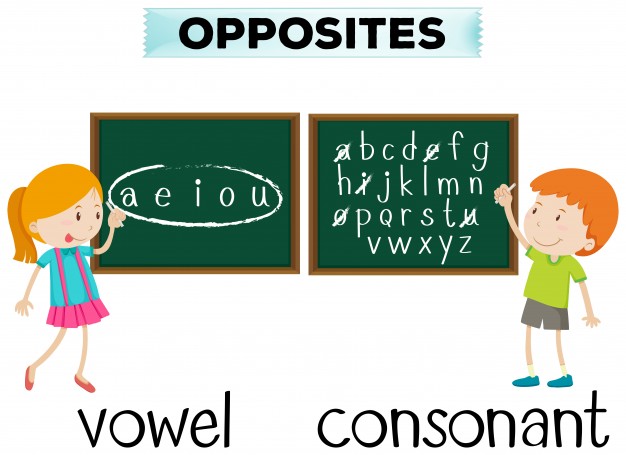 OPPOSITES
a e i o u
a b c d e f g
h i j k l m n
o p q r s t u
v w x y z
vowel
consonant